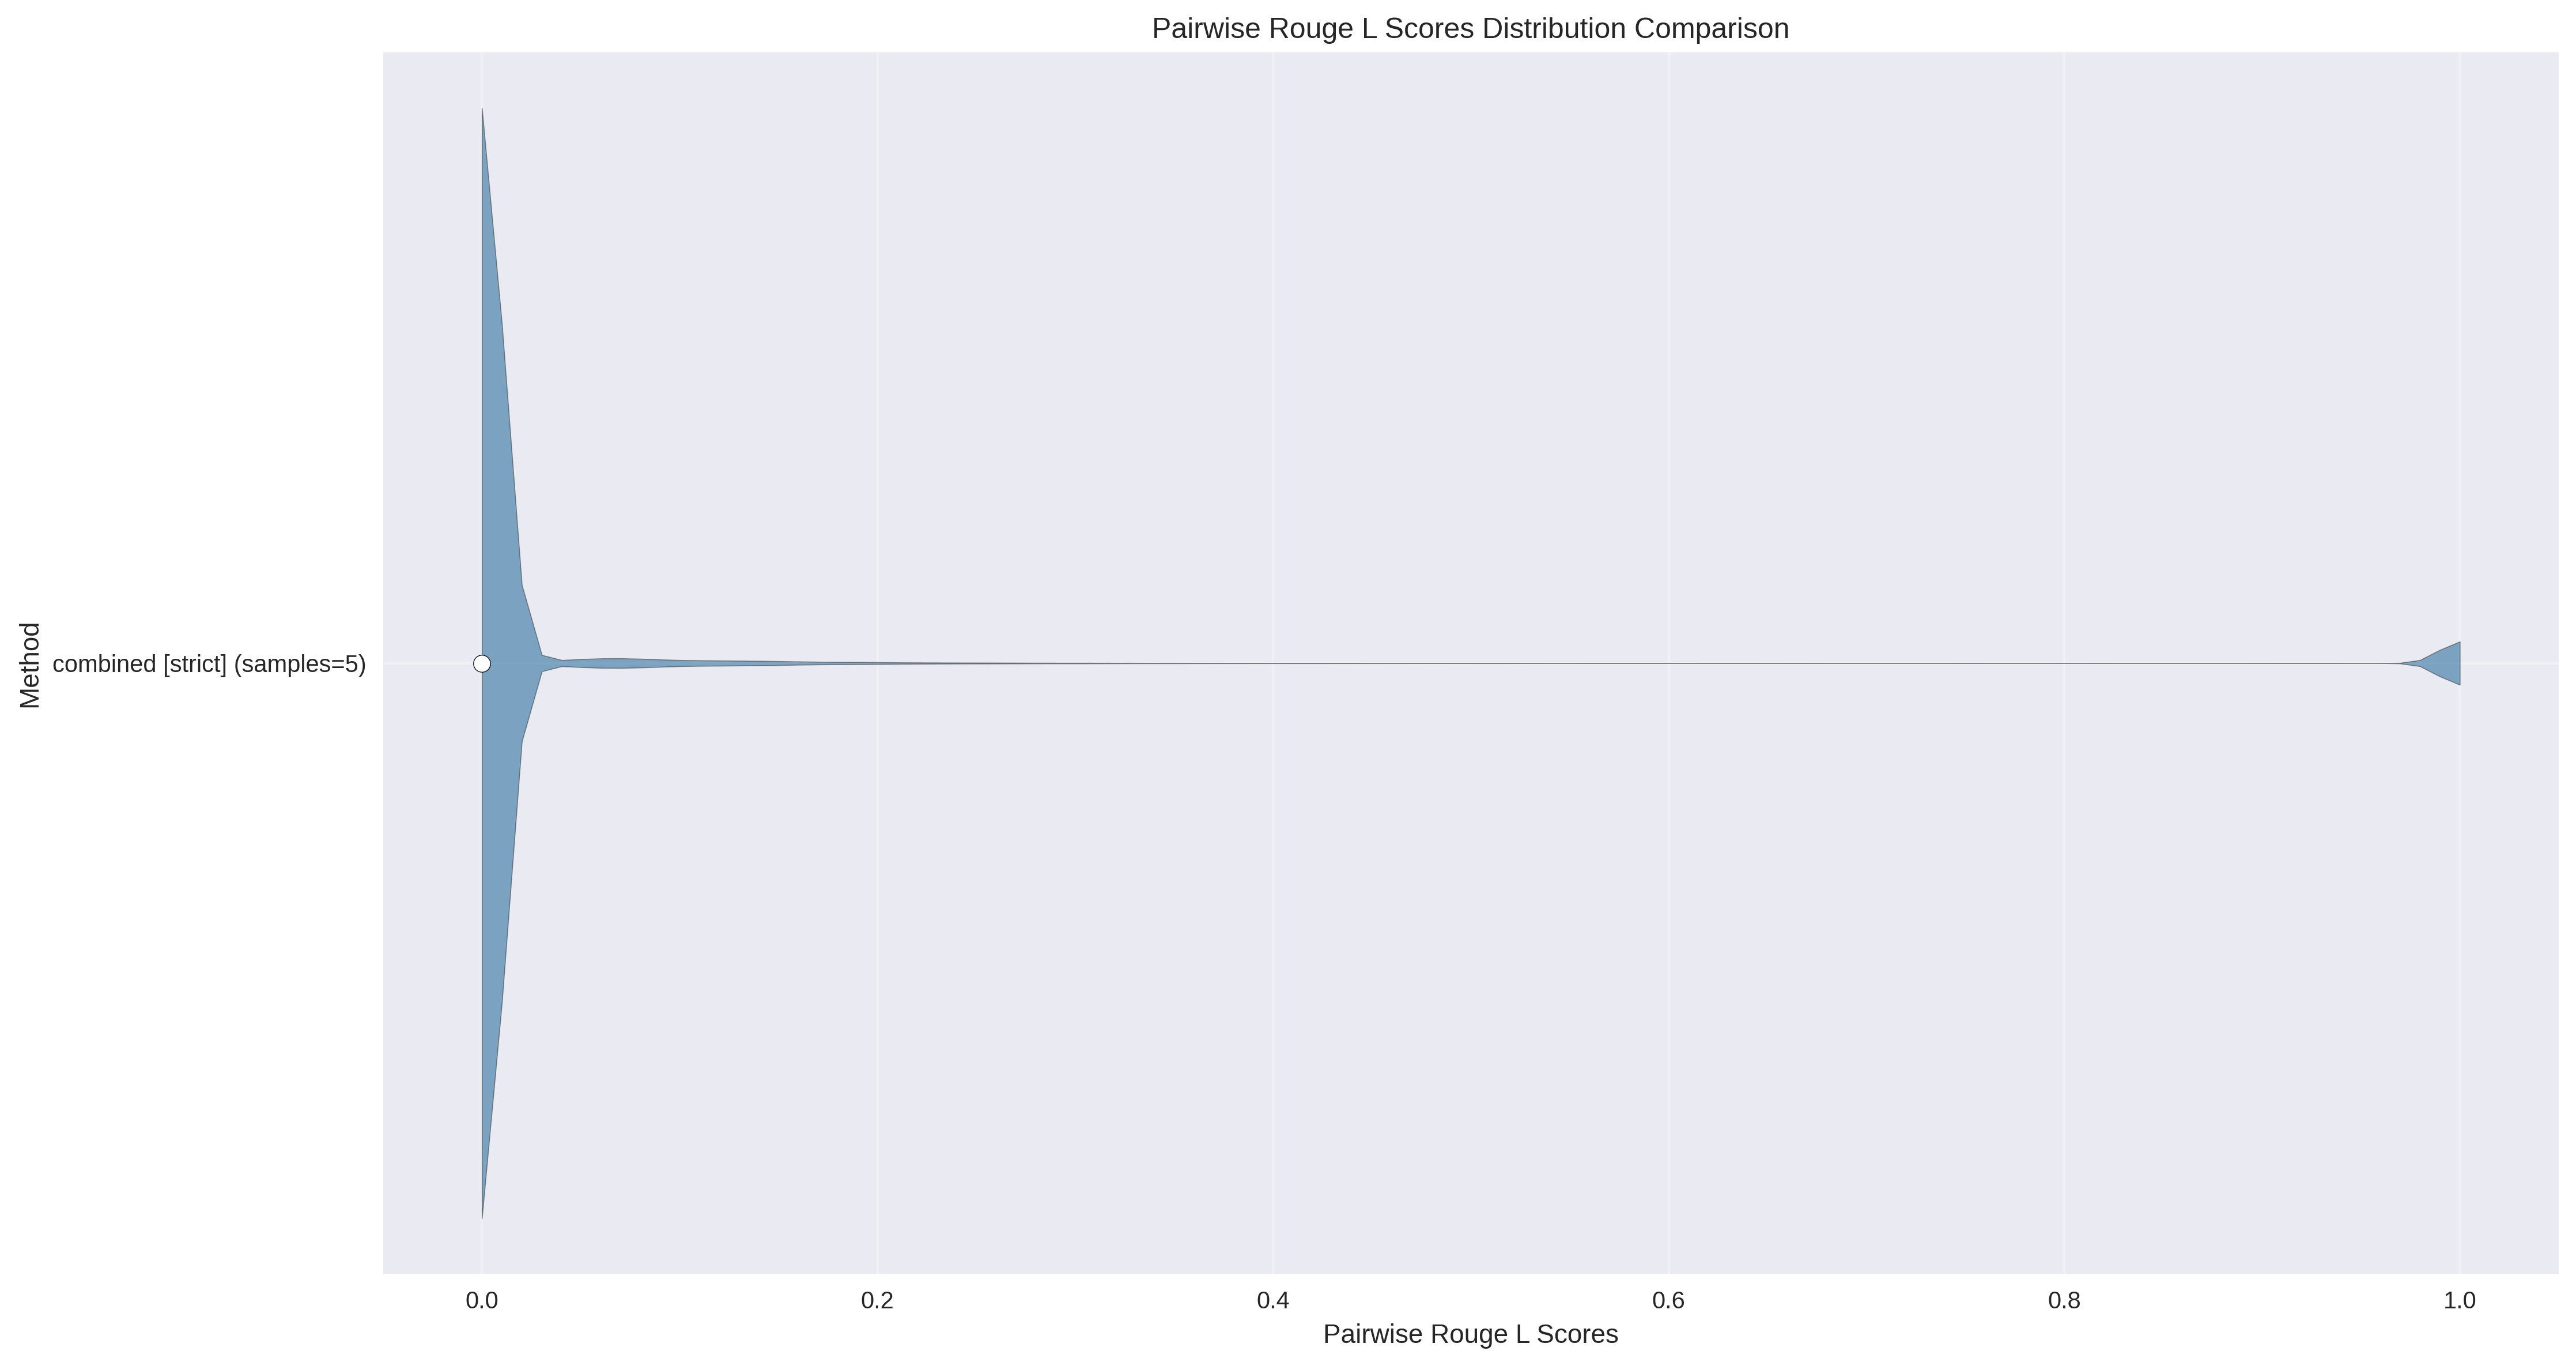 Pairwise Rouge L Scores Distribution Comparison
Method
combined [strict] (samples=5)
0.0 0.2 0.4 0.6 0.8 1.0
Pairwise Rouge L Scores